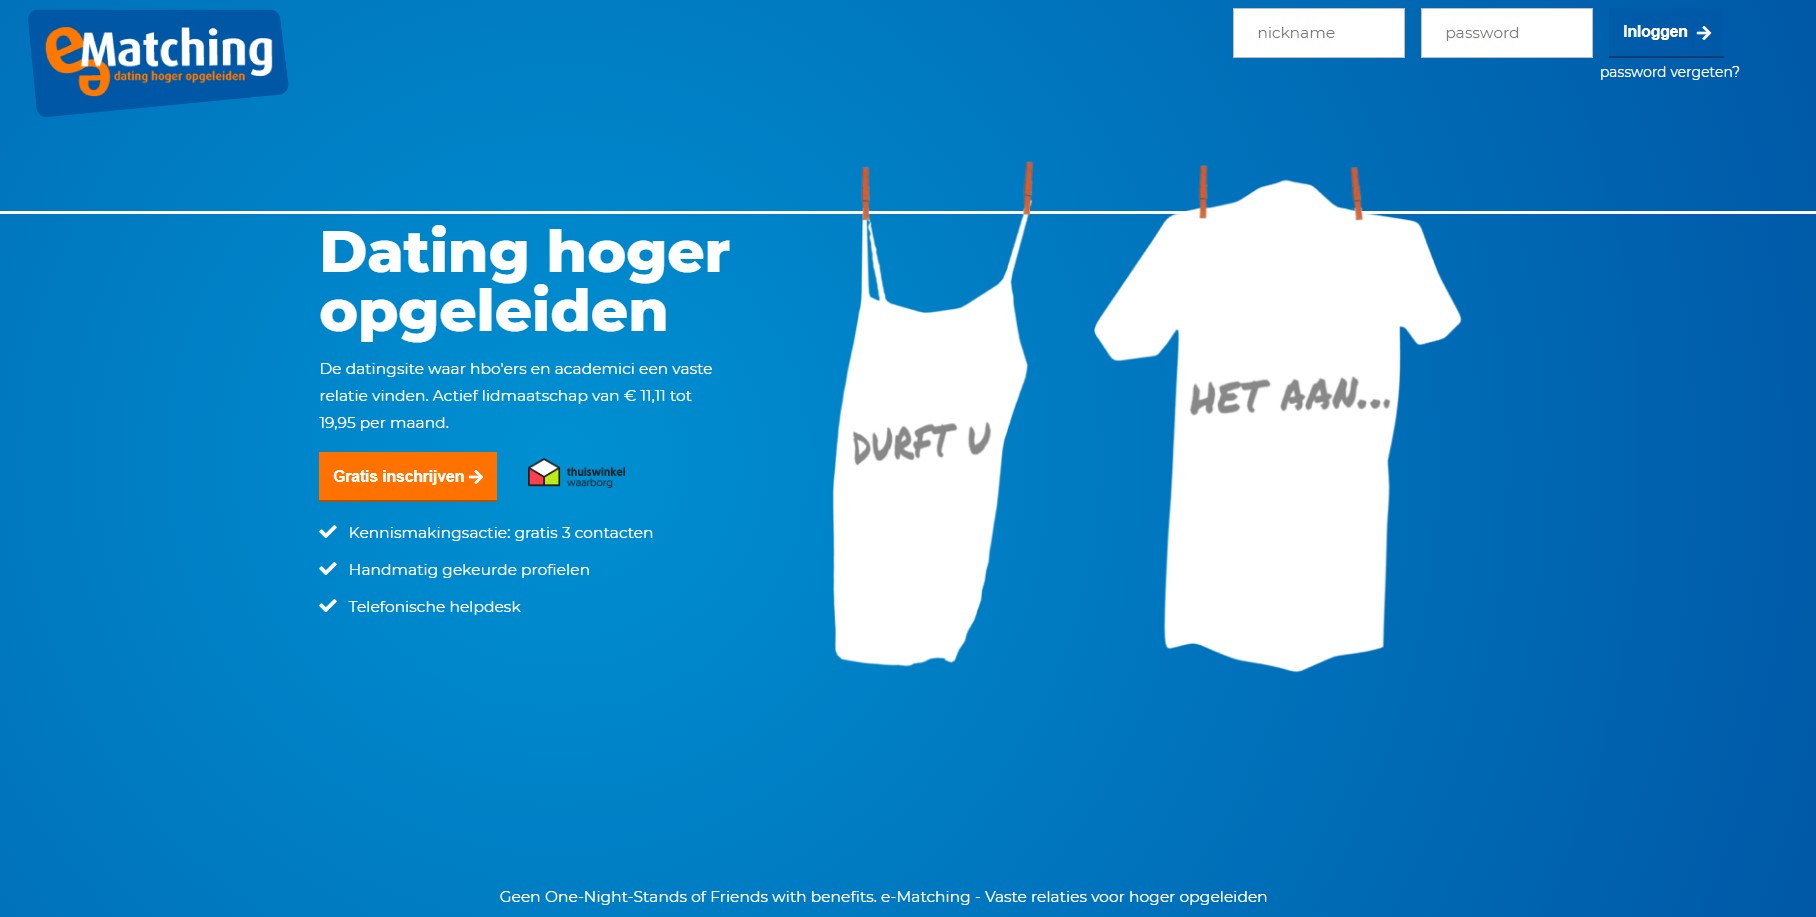 e-Matching
dating hoger opgeleiden
nickname
password
Inloggen
password vergeten?
Dating hoger
opgeleiden
De datingsite waar hbo'ers en academici een vaste
relatie vinden. Actief lidmaatschap van € 11,11 tot
19,95 per maand.
Gratis inschrijven
thuiswinkel
waarborg
Kennismakingsactie: gratis 3 contacten
Handmatig gekeurde profielen
Telefonische helpdesk
DURFT U
HET AAN...
Geen One-Night-Stands of Friends with benefits. e-Matching - Vaste relaties voor hoger opgeleiden